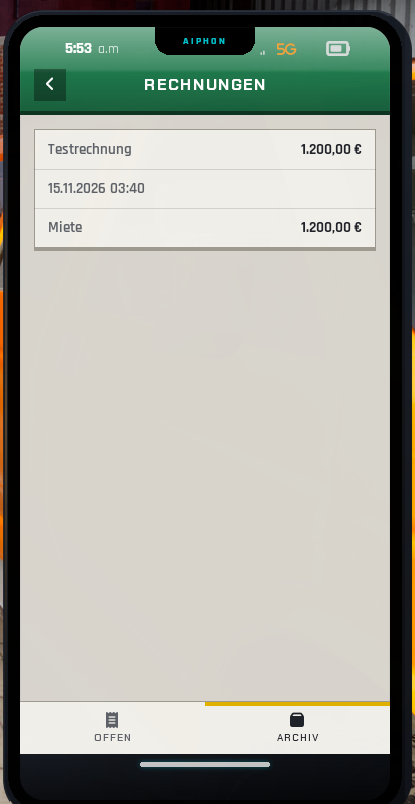 5:53 a.m
AIPHON
5G
RECHNUNGEN
Testrechnung 1.200,00 €
15.11.2026 03:40
Miete 1.200,00 €
OFFEN
ARCHIV